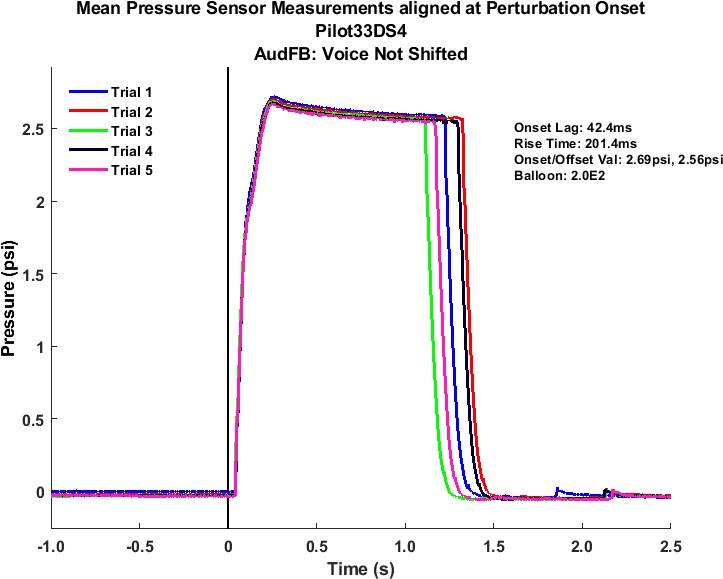 Mean Pressure Sensor Measurements aligned at Perturbation Onset
Pilot33DS4
AudFB: Voice Not Shifted
Trial 1
Trial 2
Trial 3
Trial 4
Trial 5
Onset Lag: 42.4ms
Rise Time: 201.4ms
Onset/Offset Val: 2.69psi, 2.56psi
Balloon: 2.0E2
Pressure (psi)
2.5
2
1.5
1
0.5
0
-1.0
-0.5
0
0.5
1.0
1.5
2.0
2.5
Time (s)